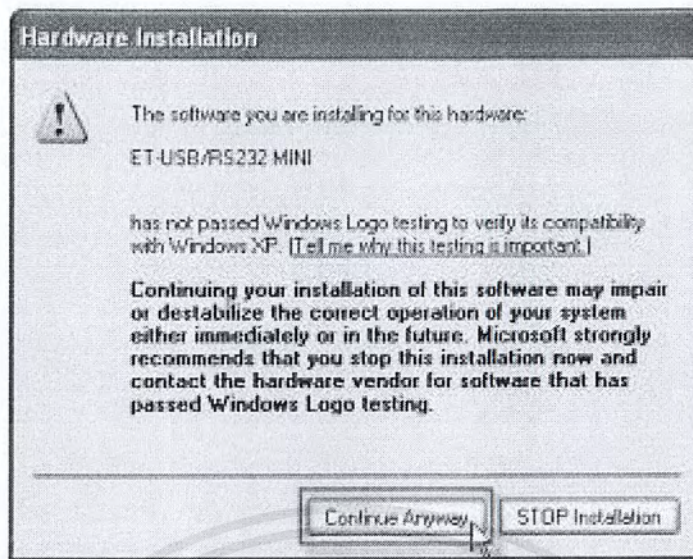 Hardware Installation
The software you are installing for this hardware:
ET-USB/RS232 MINI
has not passed Windows Logo testing to verify its compatibility
with Windows XP. (Tell me why this testing is important.)
Continuing your installation of this software may impair
or destabilize the correct operation of your system
either immediately or in the future. Microsoft strongly
recommends that you stop this installation now and
contact the hardware vendor for software that has
passed Windows Logo testing.
Continue Anyway
STOP Installation